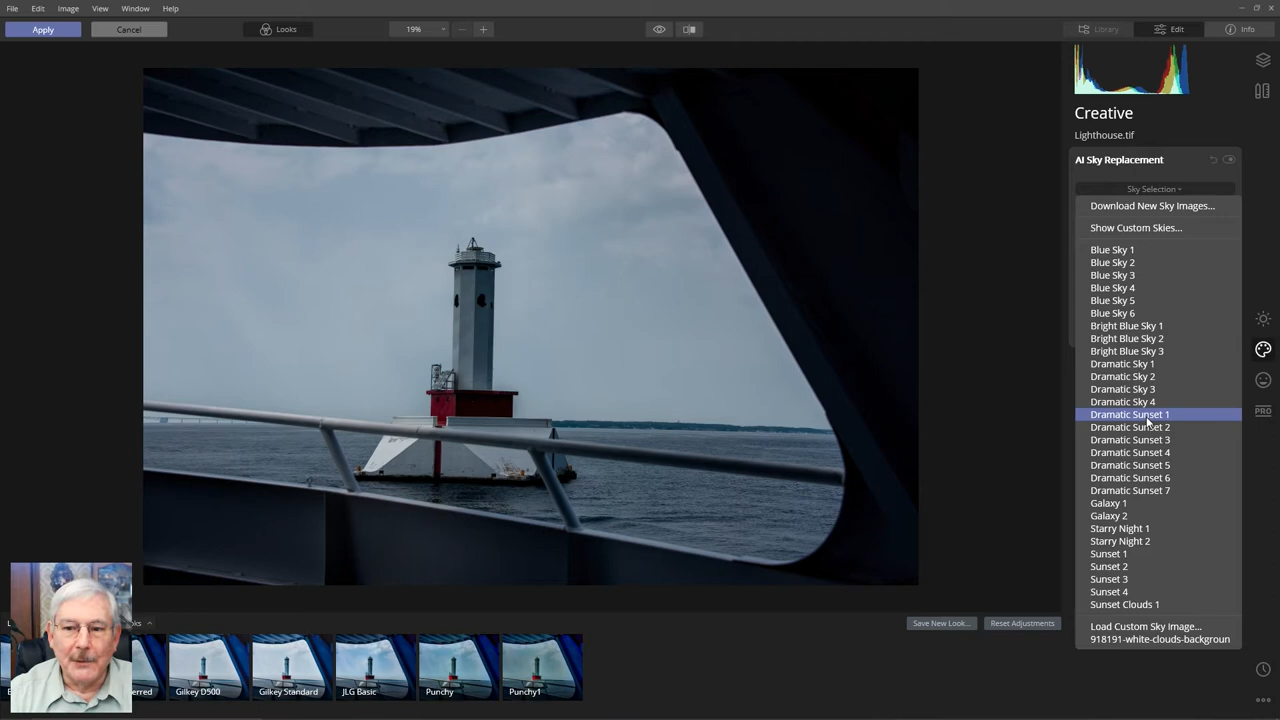 File Edit Image View Window Help
Apply Cancel Looks 19% Library Edit Info
Creative
Lighthouse.tif
AI Sky Replacement
Sky Selection
Download New Sky Images...
Show Custom Skies...
Blue Sky 1
Blue Sky 2
Blue Sky 3
Blue Sky 4
Blue Sky 5
Blue Sky 6
Bright Blue Sky 1
Bright Blue Sky 2
Bright Blue Sky 3
Dramatic Sky 1
Dramatic Sky 2
Dramatic Sky 3
Dramatic Sky 4
Dramatic Sunset 1
Dramatic Sunset 2
Dramatic Sunset 3
Dramatic Sunset 4
Dramatic Sunset 5
Dramatic Sunset 6
Dramatic Sunset 7
Galaxy 1
Galaxy 2
Starry Night 1
Starry Night 2
Sunset 1
Sunset 2
Sunset 3
Sunset 4
Sunset Clouds 1
Load Custom Sky Image...
918191-white-clouds-backgroun
PRO
Save New Look... Reset Adjustments
Gilkey D500 Gilkey Standard JLG Basic Punchy Punchy1